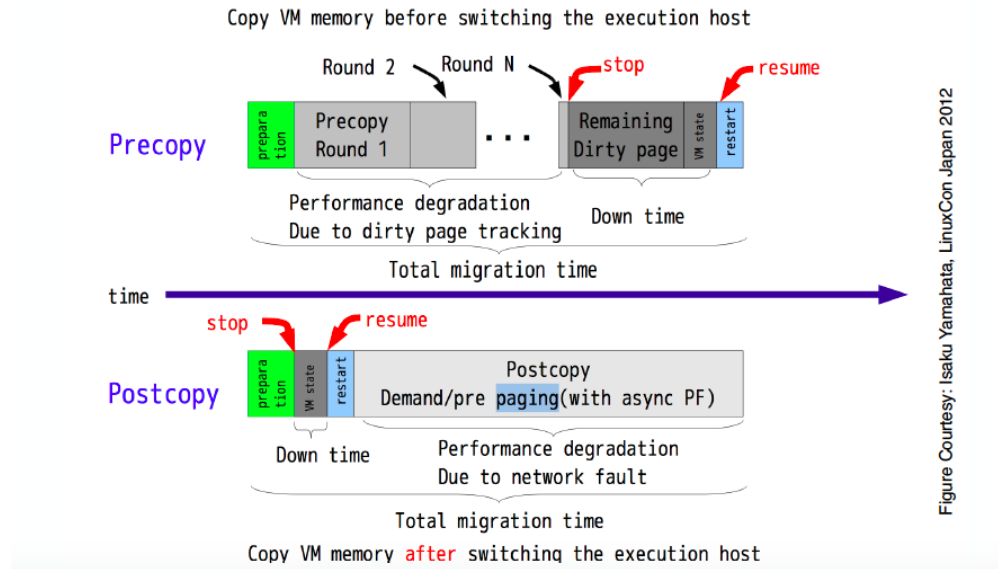 Copy VM memory before switching the execution host
Round 2
Round N
stop
resume
Precopy
prepara
tion
Precopy
Round 1
...
Remaining
Dirty page
VM state
restart
Performance degradation
Due to dirty page tracking
Down time
Total migration time
time
stop
resume
Postcopy
prepara
tion
VM state
restart
Postcopy
Demand/pre paging(with async PF)
Down time
Performance degradation
Due to network fault
Total migration time
Copy VM memory after switching the execution host
Figure Courtesy: Isaku Yamahata, LinuxCon Japan 2012